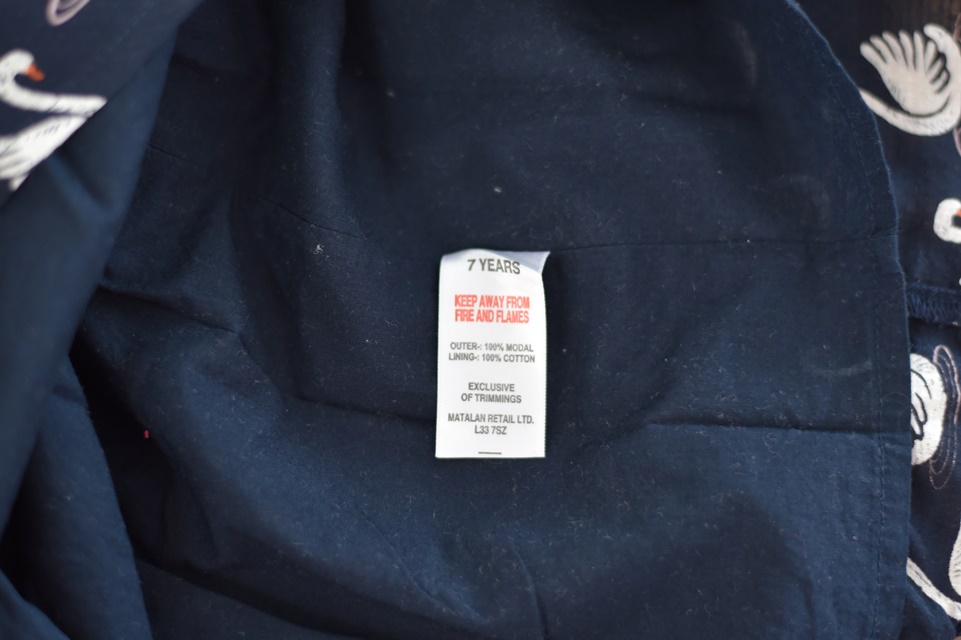 7 YEARS
KEEP AWAY FROM
FIRE AND FLAMES
OUTER-: 100% MODAL
LINING-: 100% COTTON
EXCLUSIVE
OF TRIMMINGS
MATALAN RETAIL LTD.
L33 7SZ